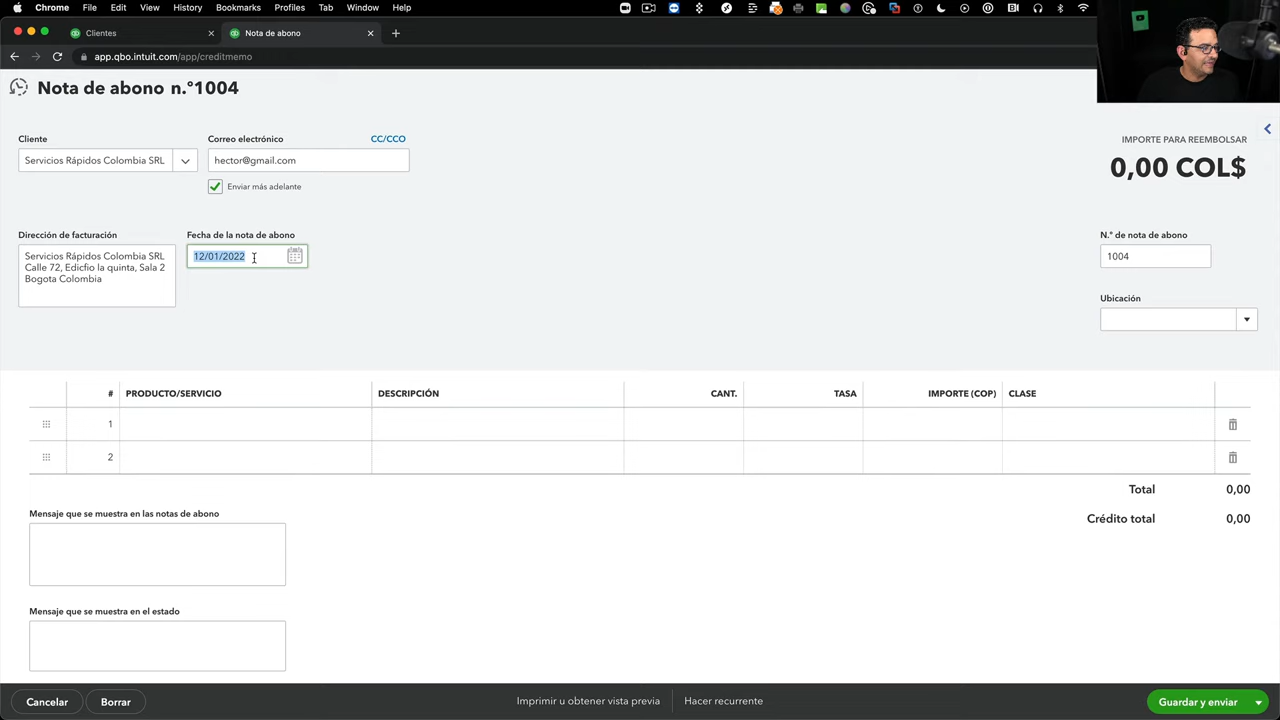 Chrome File Edit View History Bookmarks Profiles Tab Window Help
Clientes
Nota de abono
app.qbo.intuit.com/app/creditmemo
Nota de abono n.°1004
Cliente
Correo electrónico
CC/CCO
IMPORTE PARA REEMBOLSAR
Servicios Rápidos Colombia SRL
hector@gmail.com
0,00 COL$
Enviar más adelante
Dirección de facturación
Fecha de la nota de abono
N.° de nota de abono
Servicios Rápidos Colombia SRL
Calle 72, Edicfio la quinta, Sala 2
Bogota Colombia
12/01/2022
1004
Ubicación
# PRODUCTO/SERVICIO DESCRIPCIÓN CANT. TASA IMPORTE (COP) CLASE
1
2
Total 0,00
Mensaje que se muestra en las notas de abono
Crédito total 0,00
Mensaje que se muestra en el estado
Cancelar
Borrar
Imprimir u obtener vista previa
Hacer recurrente
Guardar y enviar